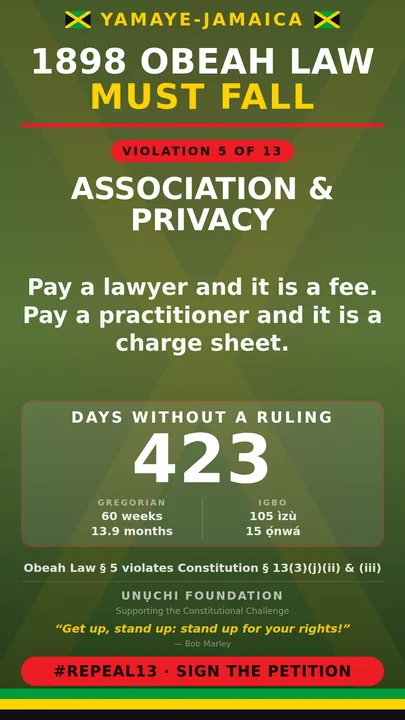 YAMAYE-JAMAICA
1898 OBEAH LAW
MUST FALL
VIOLATION 5 OF 13
ASSOCIATION &
PRIVACY
Pay a lawyer and it is a fee.
Pay a practitioner and it is a
charge sheet.
DAYS WITHOUT A RULING
423
GREGORIAN
60 weeks
13.9 months
IGBO
105 ìzù
15 ọ́nwá
Obeah Law § 5 violates Constitution § 13(3)(j)(ii) & (iii)
UNỤCHI FOUNDATION
Supporting the Constitutional Challenge
“Get up, stand up: stand up for your rights!”
— Bob Marley
#REPEAL13 · SIGN THE PETITION